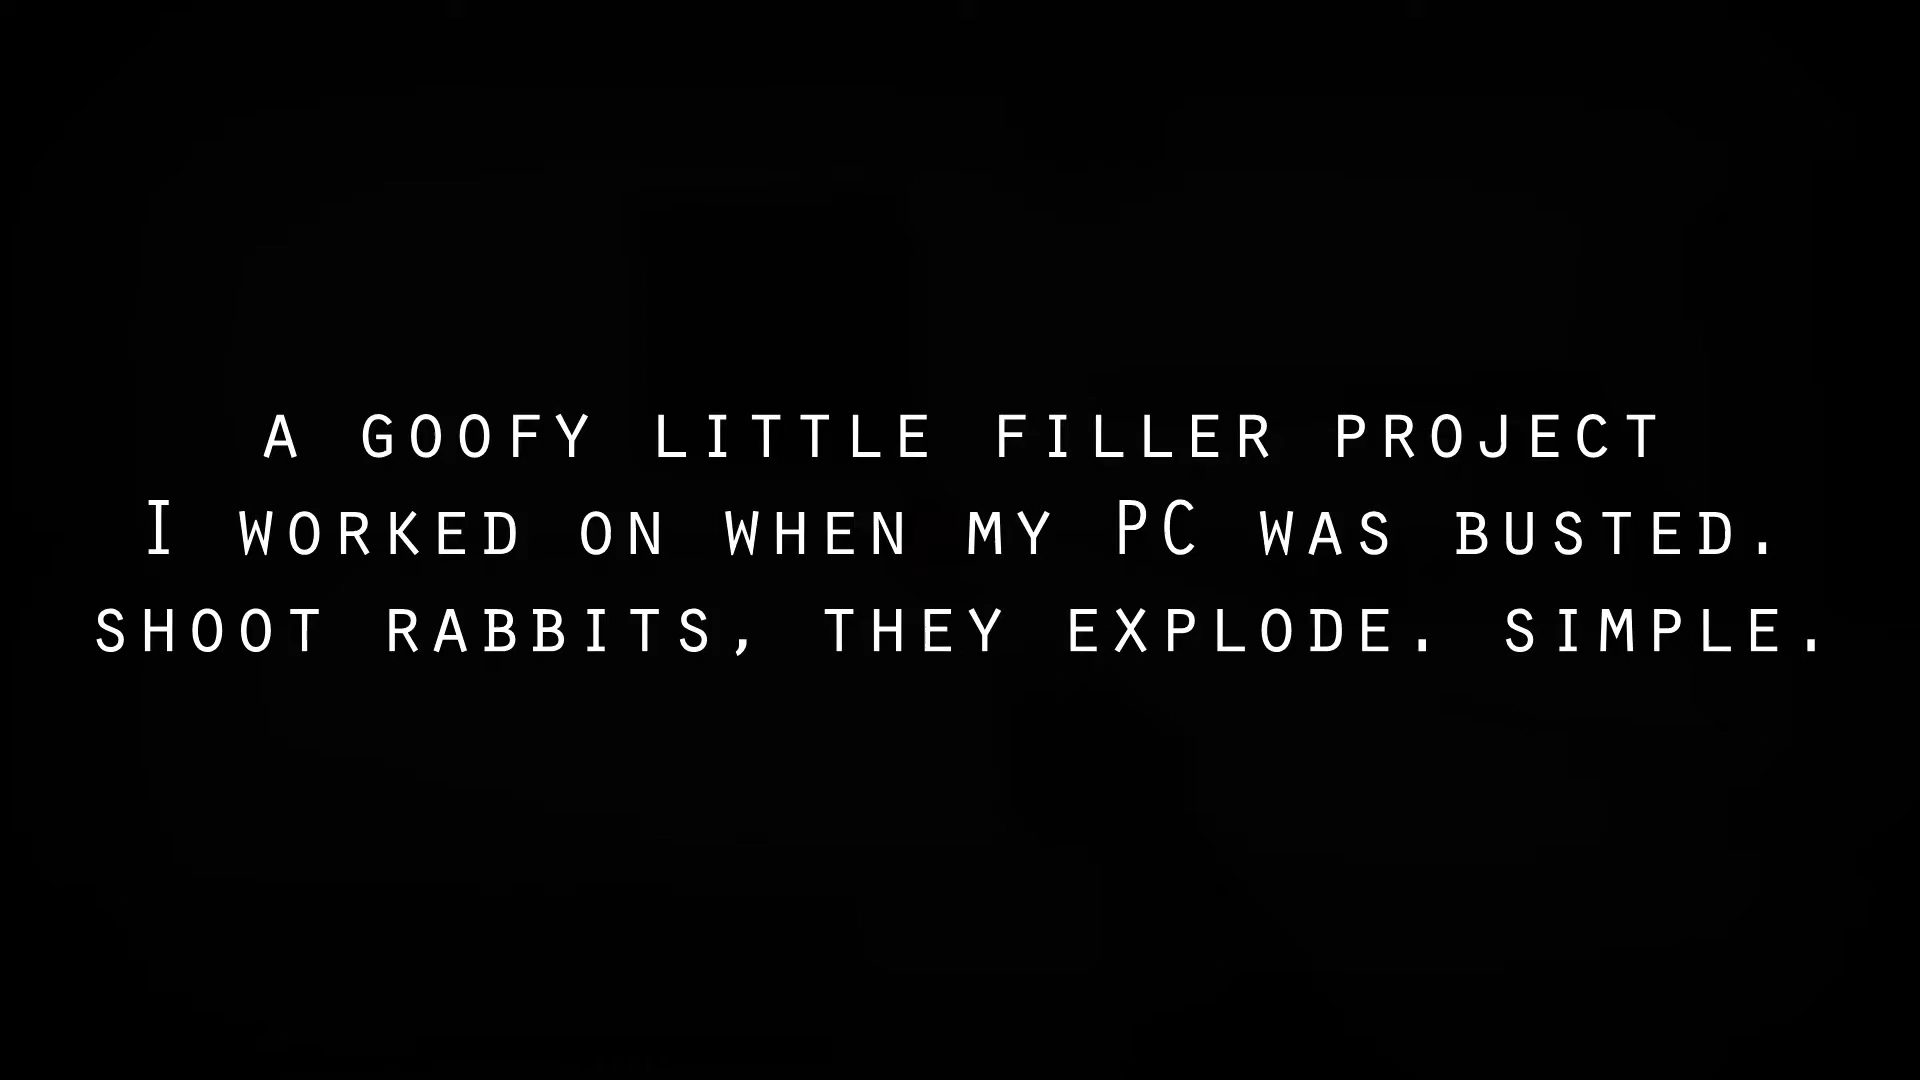 A GOOFY LITTLE FILLER PROJECT
I WORKED ON WHEN MY PC WAS BUSTED.
SHOOT RABBITS, THEY EXPLODE. SIMPLE.